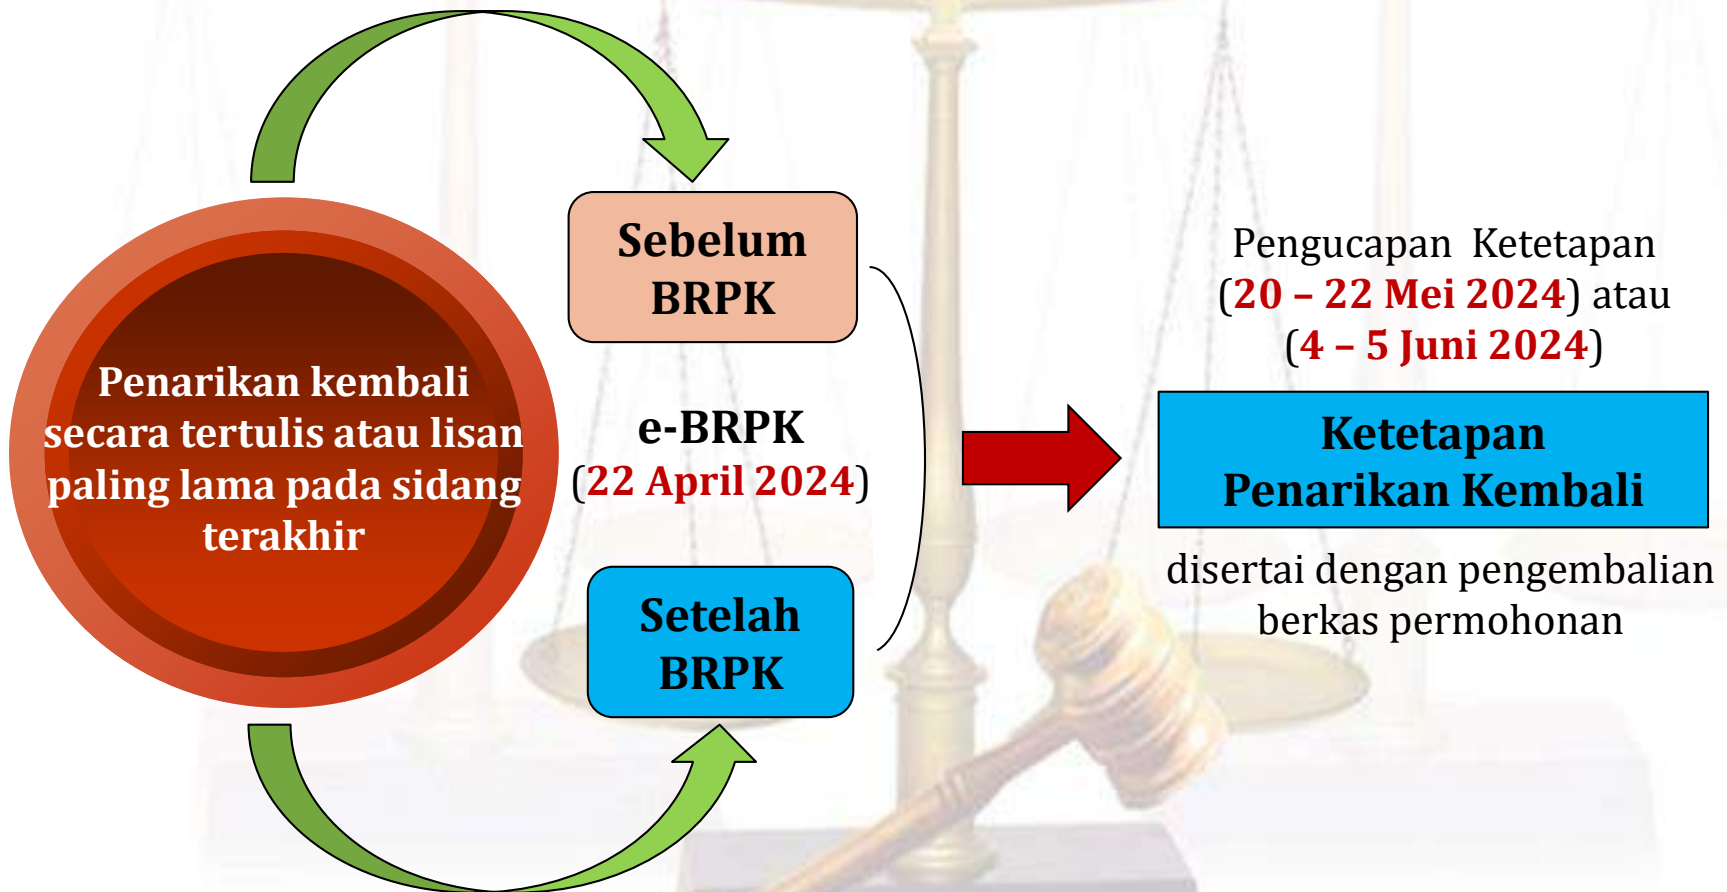 Penarikan kembali
secara tertulis atau lisan
paling lama pada sidang
terakhir
Sebelum
BRPK
e-BRPK
(22 April 2024)
Setelah
BRPK
Pengucapan Ketetapan
(20 – 22 Mei 2024) atau
(4 – 5 Juni 2024)
Ketetapan
Penarikan Kembali
disertai dengan pengembalian
berkas permohonan